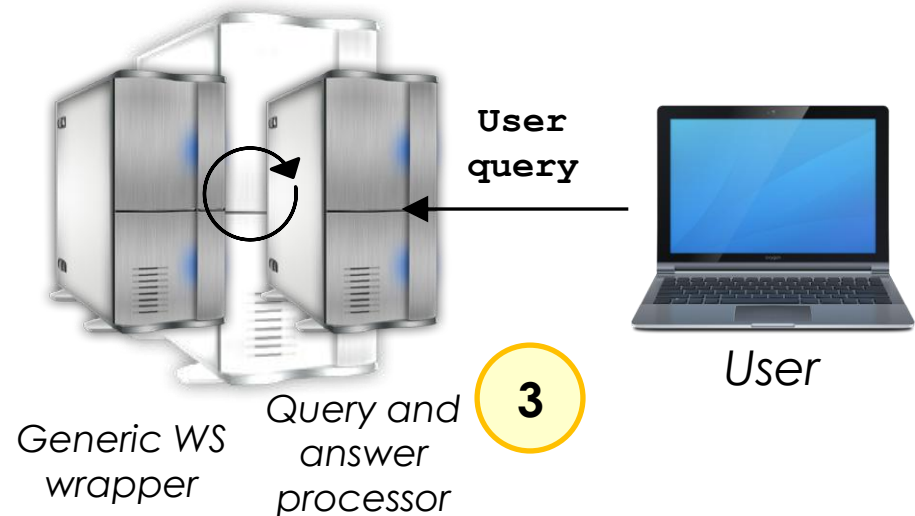 User
query
User
3
Generic WS
wrapper
Query and
answer
processor